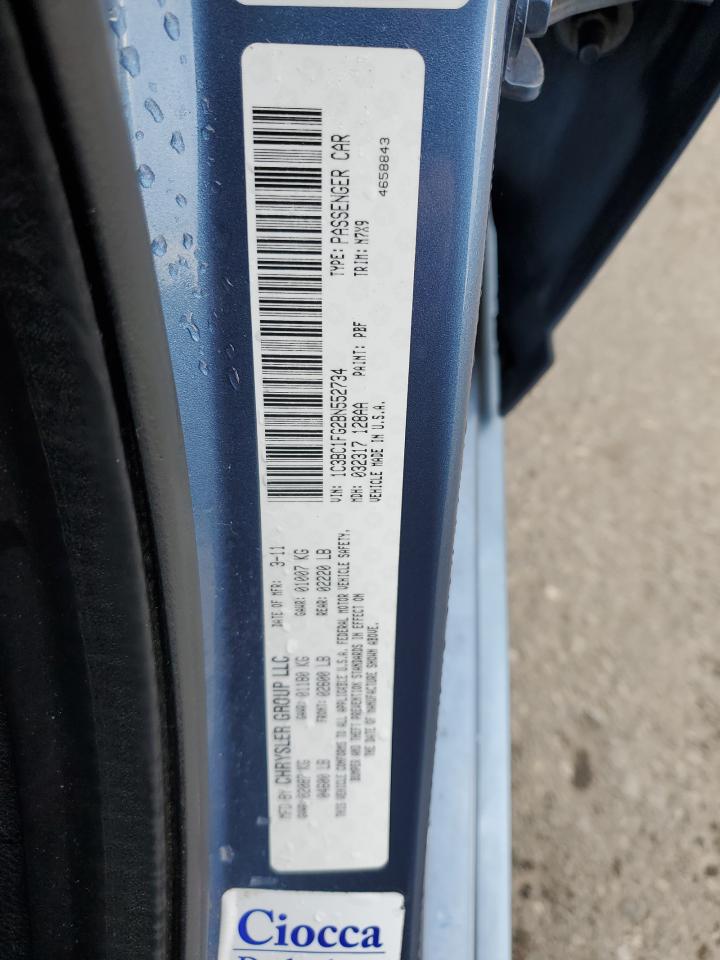 MFD BY CHRYSLER GROUP LLC DATE OF MFR: 3-11
GVWR: 02087 KG GAWR: 01180 KG GAWR: 01007 KG
04600 LB FRONT: 02600 LB REAR: 02220 LB
THIS VEHICLE CONFORMS TO ALL APPLICABLE U.S.A. FEDERAL MOTOR VEHICLE SAFETY,
BUMPER AND THEFT PREVENTION STANDARDS IN EFFECT ON
THE DATE OF MANUFACTURE SHOWN ABOVE.
VIN: 1C3BC1FG2BN552734 TYPE: PASSENGER CAR
MDH: 032317 128AA PAINT: PBF TRIM: N7X9
VEHICLE MADE IN U.S.A. 4658843
Ciocca